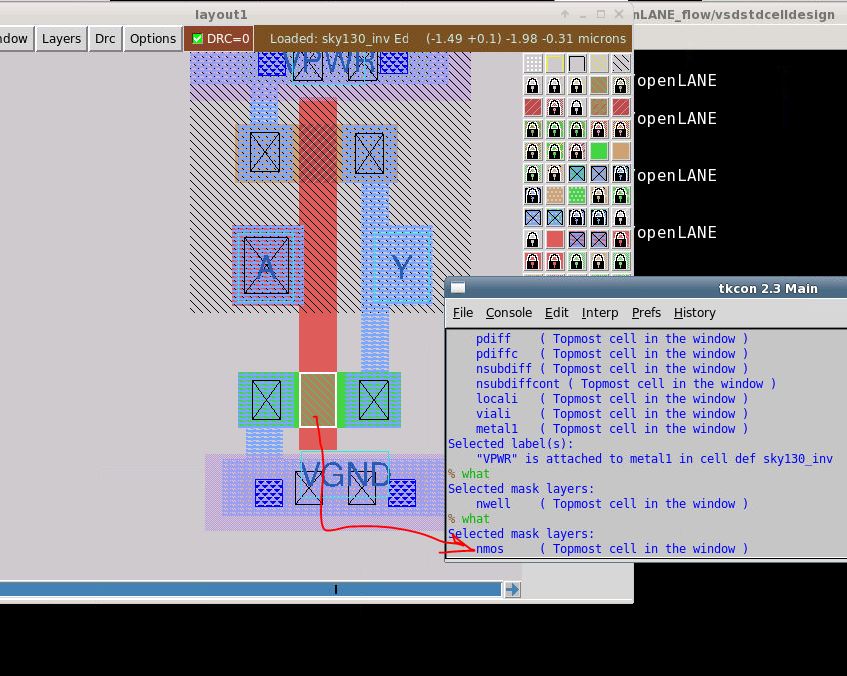 layout1
nLANE_flow/vsdstdcelldesign
ndow Layers Drc Options DRC=0 Loaded: sky130_inv Ed (-1.49 +0.1) -1.98 -0.31 microns
VPWR
/openLANE
/openLANE
/openLANE
/openLANE
A
Y
VGND
tkcon 2.3 Main
File Console Edit Interp Prefs History
pdiff ( Topmost cell in the window )
pdiffc ( Topmost cell in the window )
nsubdiff ( Topmost cell in the window )
nsubdiffcont ( Topmost cell in the window )
locali ( Topmost cell in the window )
viali ( Topmost cell in the window )
metal1 ( Topmost cell in the window )
Selected label(s):
"VPWR" is attached to metal1 in cell def sky130_inv
% what
Selected mask layers:
nwell ( Topmost cell in the window )
% what
Selected mask layers:
nmos ( Topmost cell in the window )